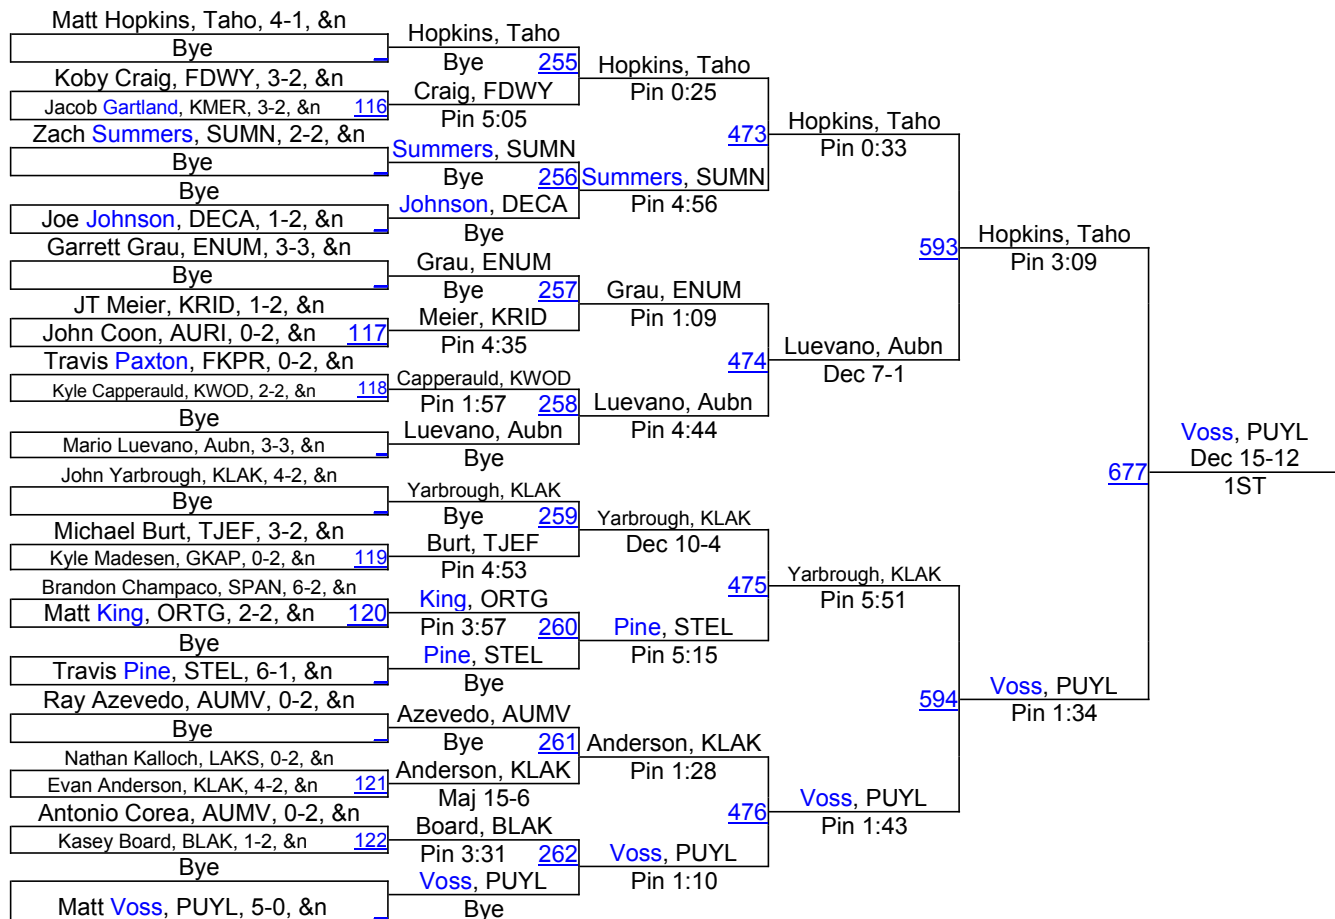 Matt Hopkins, Taho, 4-1, &n
Bye
Koby Craig, FDWY, 3-2, &n
Jacob Gartland, KMER, 3-2, &n 116
Zach Summers, SUMN, 2-2, &n
Bye
Bye
Joe Johnson, DECA, 1-2, &n
Garrett Grau, ENUM, 3-3, &n
Bye
JT Meier, KRID, 1-2, &n
John Coon, AURI, 0-2, &n 117
Travis Paxton, FKPR, 0-2, &n
Kyle Capperauld, KWOD, 2-2, &n 118
Bye
Mario Luevano, Aubn, 3-3, &n
John Yarbrough, KLAK, 4-2, &n
Bye
Michael Burt, TJEF, 3-2, &n
Kyle Madesen, GKAP, 0-2, &n 119
Brandon Champaco, SPAN, 6-2, &n
Matt King, ORTG, 2-2, &n 120
Bye
Travis Pine, STEL, 6-1, &n
Ray Azevedo, AUMV, 0-2, &n
Bye
Nathan Kalloch, LAKS, 0-2, &n
Evan Anderson, KLAK, 4-2, &n 121
Antonio Corea, AUMV, 0-2, &n
Kasey Board, BLAK, 1-2, &n 122
Bye
Matt Voss, PUYL, 5-0, &n
Hopkins, Taho
Bye 255
Craig, FDWY
Pin 5:05
Summers, SUMN
Bye 256
Johnson, DECA
Bye
Grau, ENUM
Bye 257
Meier, KRID
Pin 4:35
Capperauld, KWOD
Pin 1:57 258
Luevano, Aubn
Bye
Yarbrough, KLAK
Bye 259
Burt, TJEF
Pin 4:53
King, ORTG
Pin 3:57 260
Pine, STEL
Bye
Azevedo, AUMV
Bye 261
Anderson, KLAK
Maj 15-6
Board, BLAK
Pin 3:31 262
Voss, PUYL
Bye
Hopkins, Taho
Pin 0:25
473
Summers, SUMN
Pin 4:56
Grau, ENUM
Pin 1:09
474
Luevano, Aubn
Pin 4:44
Yarbrough, KLAK
Dec 10-4
475
Pine, STEL
Pin 5:15
Anderson, KLAK
Pin 1:28
476
Voss, PUYL
Pin 1:10
Hopkins, Taho
Pin 0:33
593
Luevano, Aubn
Dec 7-1
Yarbrough, KLAK
Pin 5:51
594
Voss, PUYL
Pin 1:43
Hopkins, Taho
Pin 3:09
677
Voss, PUYL
Pin 1:34
Voss, PUYL
Dec 15-12
1ST